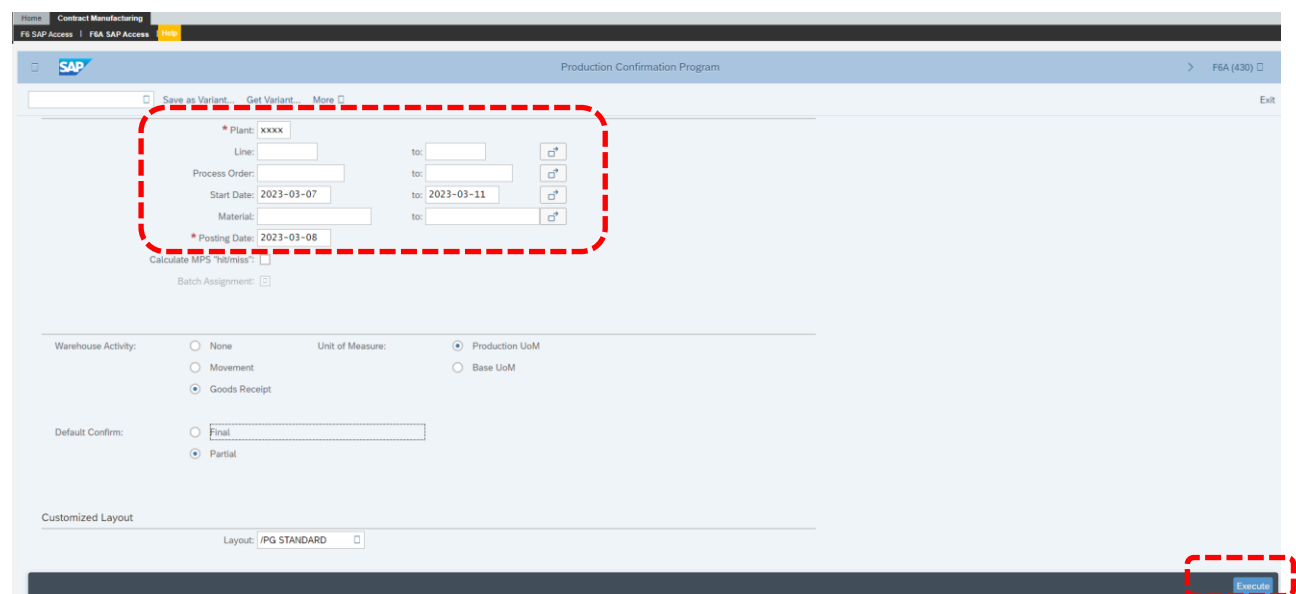 Home Contract Manufacturing
F6 SAP Access | F6A SAP Access | Help
SAP Production Confirmation Program F6A (430)
Save as Variant... Get Variant... More Exit
* Plant: xxxx
Line: to:
Process Order: to:
Start Date: 2023-03-07 to: 2023-03-11
Material: to:
* Posting Date: 2023-03-08
Calculate MPS "hit/miss":
Batch Assignment:
Warehouse Activity: None Unit of Measure: Production UoM
Movement Base UoM
Goods Receipt
Default Confirm: Final
Partial
Customized Layout
Layout: /PG STANDARD
Execute